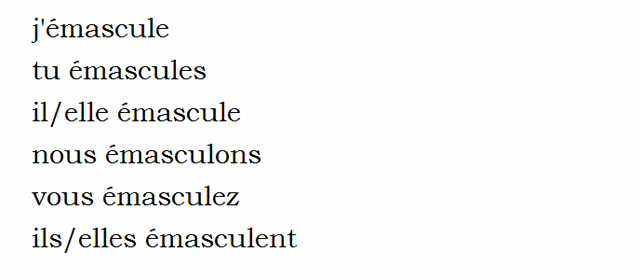 j'émascule
tu émascules
il/elle émascule
nous émasculons
vous émasculez
ils/elles émasculent